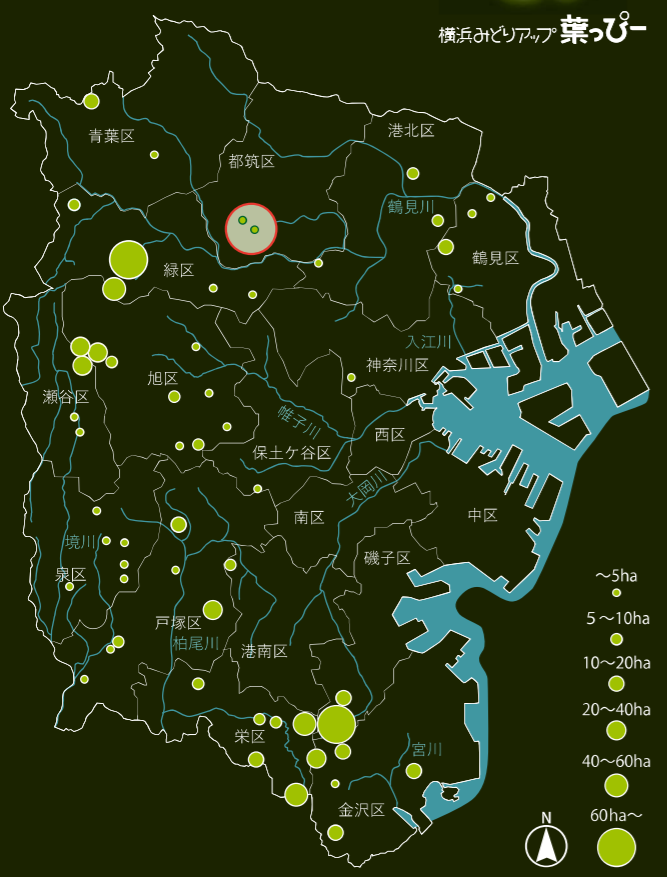 横浜みどりアップ 葉っぴー
港北区
青葉区
都筑区
鶴見川
鶴見区
緑区
入江川
神奈川区
旭区
瀬谷区
帷子川
西区
保土ケ谷区
大岡川
南区
中区
境川
磯子区
泉区
～5ha
5～10ha
戸塚区
柏尾川
港南区
10～20ha
20～40ha
栄区
宮川
40～60ha
金沢区
60ha～
N